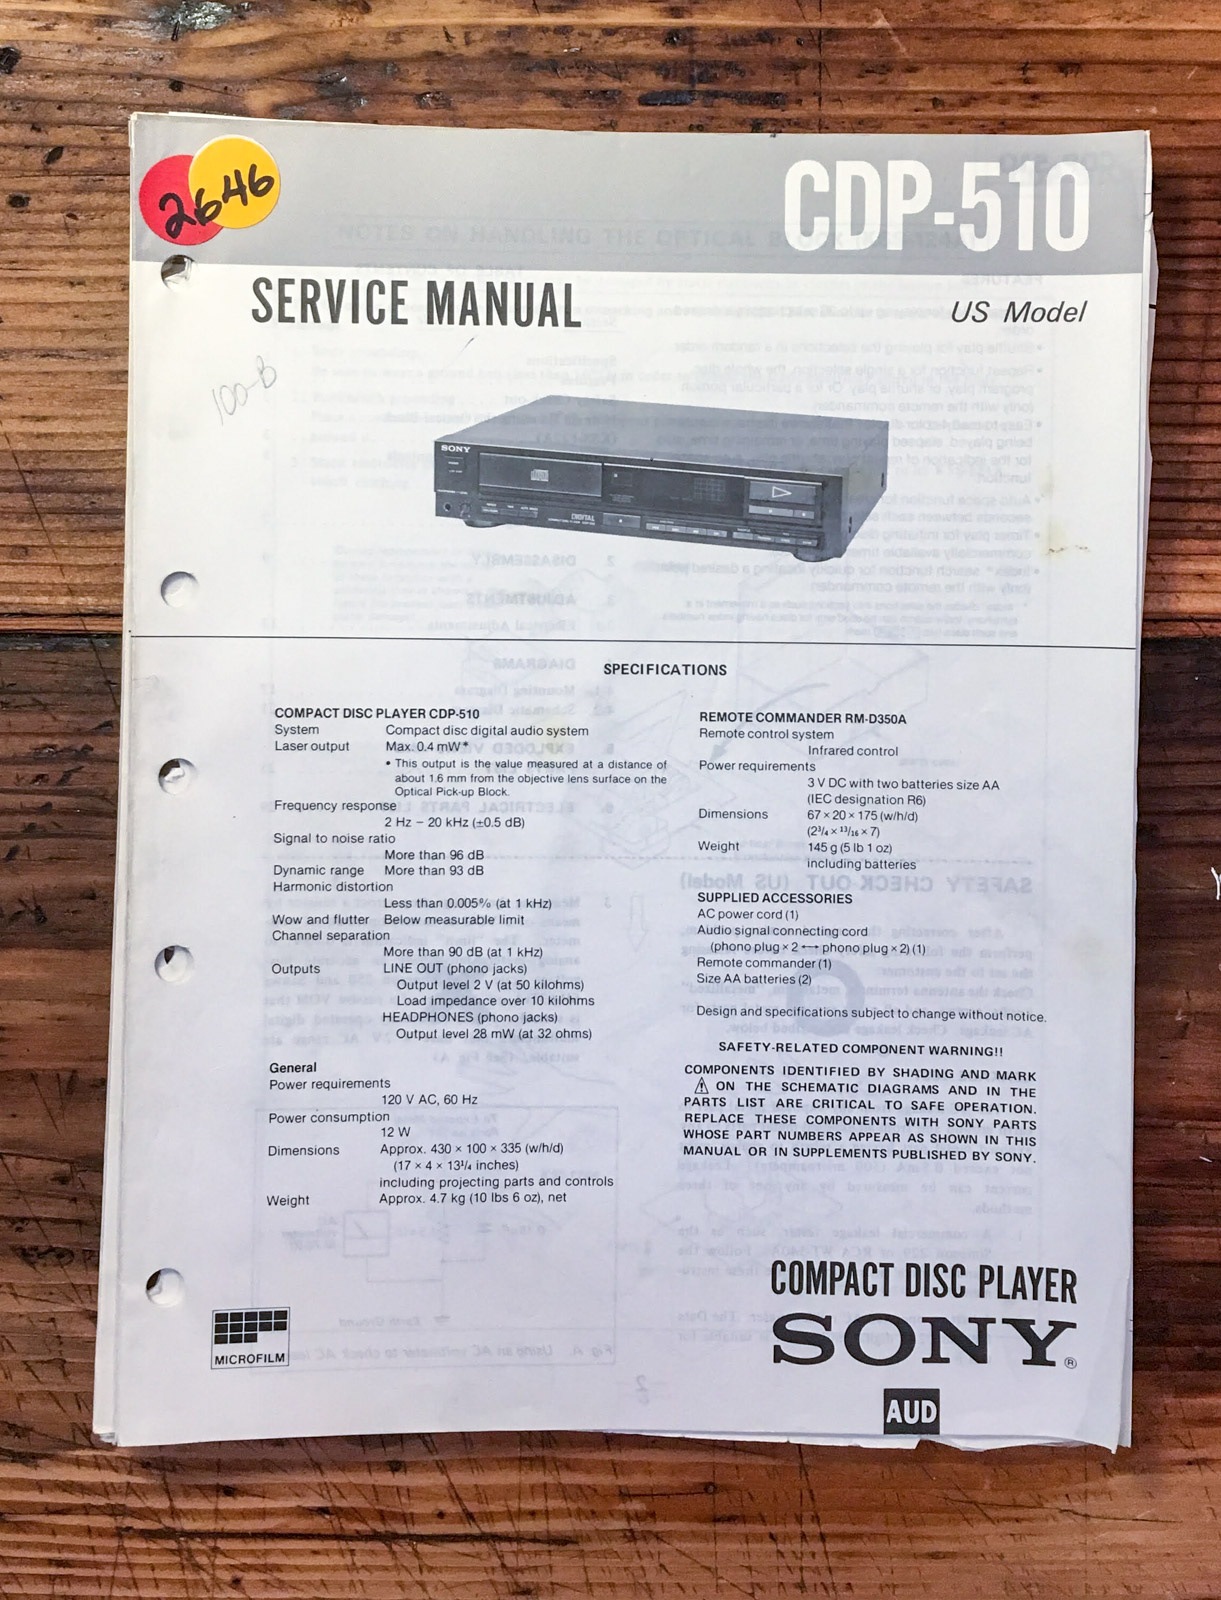 2646
CDP-510
SERVICE MANUAL
US Model
100-B
SONY
DIGITAL
SPECIFICATIONS
COMPACT DISC PLAYER CDP-510
System Compact disc digital audio system
Laser output Max. 0.4 mW*
• This output is the value measured at a distance of
about 1.6 mm from the objective lens surface on the
Optical Pick-up Block.
Frequency response
2 Hz – 20 kHz (±0.5 dB)
Signal to noise ratio
More than 96 dB
Dynamic range More than 93 dB
Harmonic distortion
Less than 0.005% (at 1 kHz)
Wow and flutter Below measurable limit
Channel separation
More than 90 dB (at 1 kHz)
Outputs LINE OUT (phono jacks)
Output level 2 V (at 50 kilohms)
Load impedance over 10 kilohms
HEADPHONES (phono jacks)
Output level 28 mW (at 32 ohms)
General
Power requirements
120 V AC, 60 Hz
Power consumption
12 W
Dimensions Approx. 430 × 100 × 335 (w/h/d)
(17 × 4 × 13¹/₄ inches)
including projecting parts and controls
Weight Approx. 4.7 kg (10 lbs 6 oz), net
REMOTE COMMANDER RM-D350A
Remote control system
Infrared control
Power requirements
3 V DC with two batteries size AA
(IEC designation R6)
Dimensions 67 × 20 × 175 (w/h/d)
(2³/₄ × ¹³/₁₆ × 7)
Weight 145 g (5 lb 1 oz)
including batteries
SUPPLIED ACCESSORIES
AC power cord (1)
Audio signal connecting cord
(phono plug × 2 ↔ phono plug × 2) (1)
Remote commander (1)
Size AA batteries (2)
Design and specifications subject to change without notice.
SAFETY-RELATED COMPONENT WARNING!!
COMPONENTS IDENTIFIED BY SHADING AND MARK
⚠ ON THE SCHEMATIC DIAGRAMS AND IN THE
PARTS LIST ARE CRITICAL TO SAFE OPERATION.
REPLACE THESE COMPONENTS WITH SONY PARTS
WHOSE PART NUMBERS APPEAR AS SHOWN IN THIS
MANUAL OR IN SUPPLEMENTS PUBLISHED BY SONY.
MICROFILM
COMPACT DISC PLAYER
SONY®
AUD